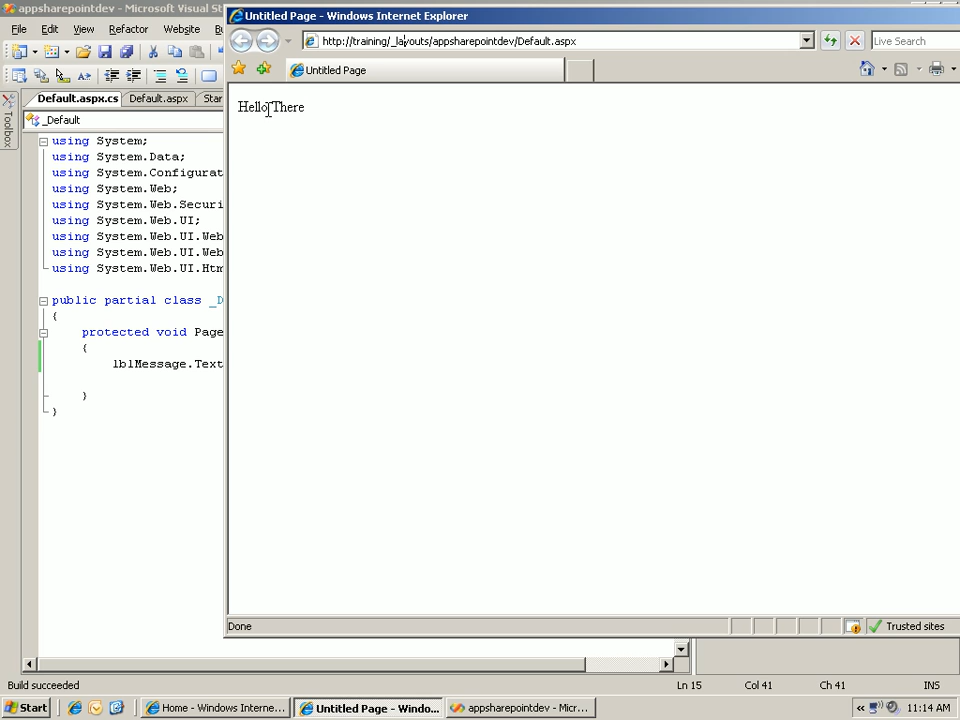 appsharepointdev - Microsoft Visual St
Untitled Page - Windows Internet Explorer
File Edit View Refactor Website
http://training/_layouts/appsharepointdev/Default.aspx
Live Search
Untitled Page
Default.aspx.cs Default.aspx Star
_Default
Hello There
using System;
using System.Data;
using System.Configurat
using System.Web;
using System.Web.Securi
using System.Web.UI;
using System.Web.UI.Web
using System.Web.UI.Web
using System.Web.UI.Htm
public partial class _D
{
protected void Page
{
lblMessage.Text
}
}
Toolbox
Done
Trusted sites
Build succeeded
Ln 15 Col 41 Ch 41 INS
Start
Home - Windows Interne...
Untitled Page - Windo...
appsharepointdev - Micr...
11:14 AM